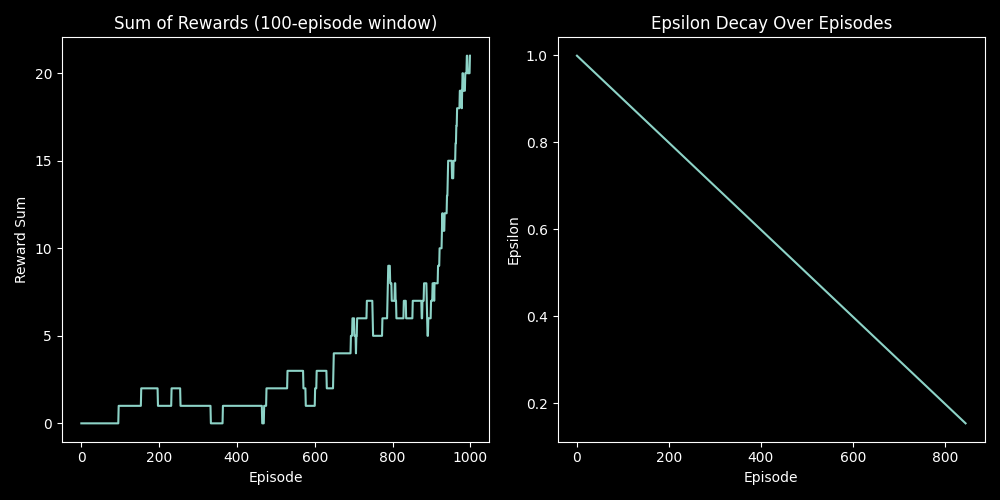 Sum of Rewards (100-episode window)
Reward Sum
20
15
10
5
0
0 200 400 600 800 1000
Episode
Epsilon Decay Over Episodes
Epsilon
1.0
0.8
0.6
0.4
0.2
0 200 400 600 800
Episode